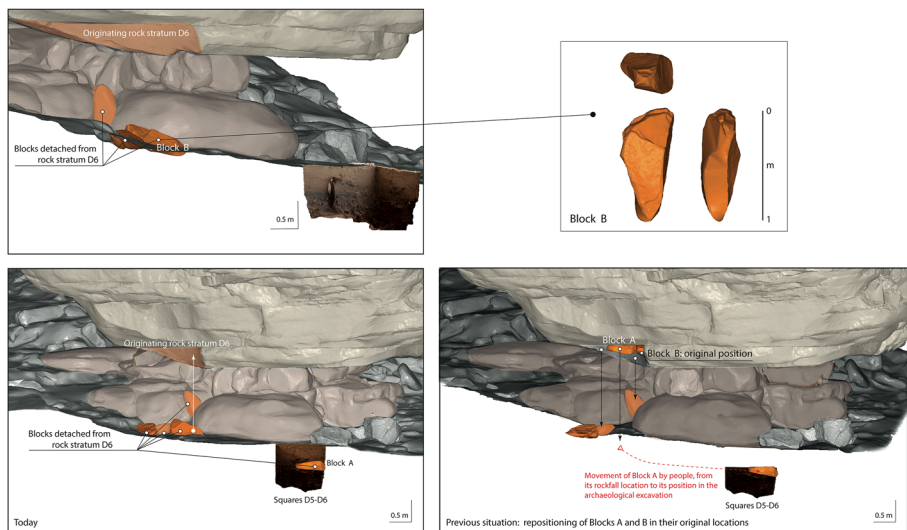 Originating rock stratum D6
Blocks detached from
rock stratum D6
Block B
0.5 m
0
m
1
Block B
Originating rock stratum D6
Blocks detached from
rock stratum D6
Block A
Squares D5-D6
0.5 m
Today
Block A
Block B: original position
Movement of Block A by people, from
its rockfall location to its position in the
archaeological excavation
Squares D5-D6
0.5 m
Previous situation: repositioning of Blocks A and B in their original locations